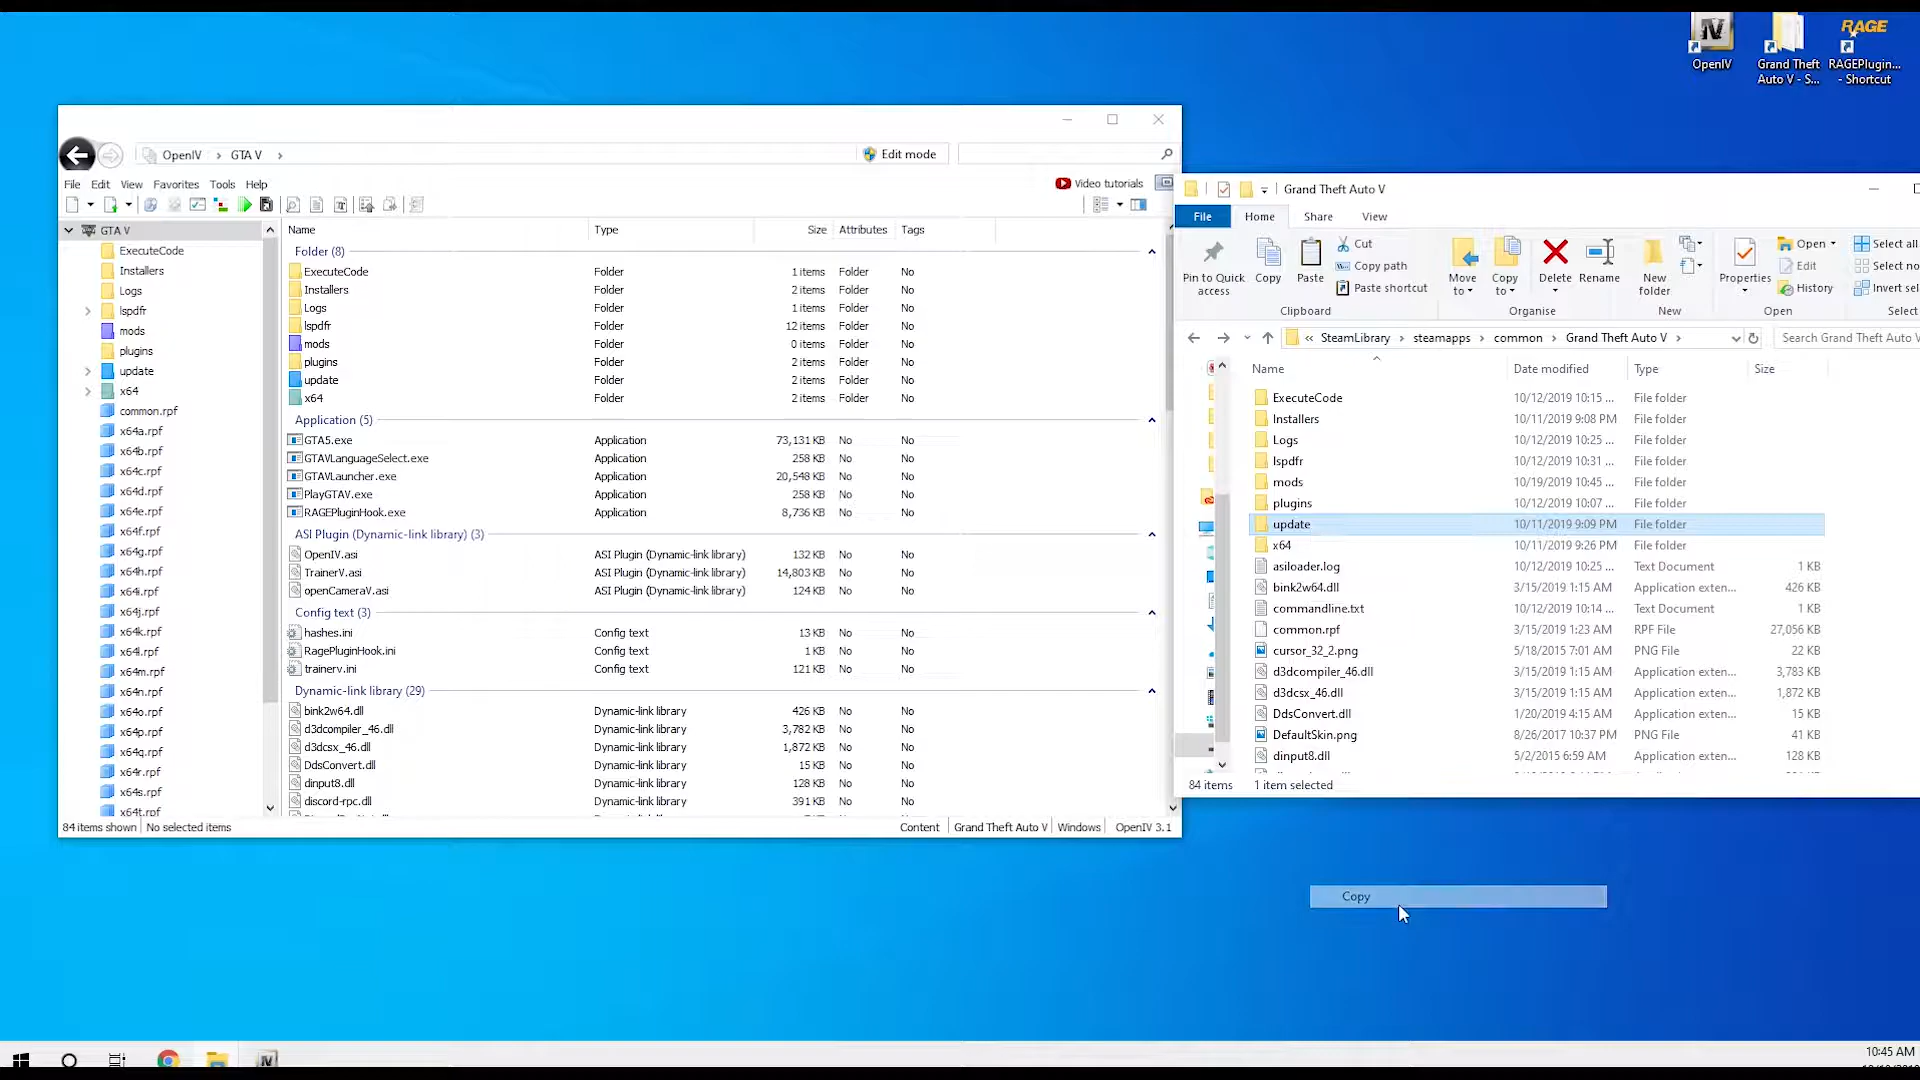 OpenIV
Grand Theft
Auto V - S...
RAGE
RAGEPlugin...
- Shortcut
OpenIV
GTA V
Edit mode
File
Edit
View
Favorites
Tools
Help
Video tutorials
GTA V
ExecuteCode
Installers
Logs
lspdfr
mods
plugins
update
x64
common.rpf
x64a.rpf
x64b.rpf
x64c.rpf
x64d.rpf
x64e.rpf
x64f.rpf
x64g.rpf
x64h.rpf
x64i.rpf
x64j.rpf
x64k.rpf
x64l.rpf
x64m.rpf
x64n.rpf
x64o.rpf
x64p.rpf
x64q.rpf
x64r.rpf
x64s.rpf
x64t.rpf
Name Type Size Attributes Tags
Folder (8)
ExecuteCode Folder 1 items Folder No
Installers Folder 2 items Folder No
Logs Folder 1 items Folder No
lspdfr Folder 12 items Folder No
mods Folder 0 items Folder No
plugins Folder 2 items Folder No
update Folder 2 items Folder No
x64 Folder 2 items Folder No
Application (5)
GTA5.exe Application 73,131 KB No No
GTAVLanguageSelect.exe Application 258 KB No No
GTAVLauncher.exe Application 20,548 KB No No
PlayGTAV.exe Application 258 KB No No
RAGEPluginHook.exe Application 8,736 KB No No
ASI Plugin (Dynamic-link library) (3)
OpenIV.asi ASI Plugin (Dynamic-link library) 132 KB No No
TrainerV.asi ASI Plugin (Dynamic-link library) 14,803 KB No No
openCameraV.asi ASI Plugin (Dynamic-link library) 124 KB No No
Config text (3)
hashes.ini Config text 13 KB No No
RagePluginHook.ini Config text 1 KB No No
trainerv.ini Config text 121 KB No No
Dynamic-link library (29)
bink2w64.dll Dynamic-link library 426 KB No No
d3dcompiler_46.dll Dynamic-link library 3,782 KB No No
d3dcsx_46.dll Dynamic-link library 1,872 KB No No
DdsConvert.dll Dynamic-link library 15 KB No No
dinput8.dll Dynamic-link library 128 KB No No
discord-rpc.dll Dynamic-link library 391 KB No No
84 items shown No selected items Content Grand Theft Auto V Windows OpenIV 3.1
Grand Theft Auto V
File Home Share View
Pin to Quick
access
Copy
Paste
Cut
Copy path
Paste shortcut
Clipboard
Move
to
Copy
to
Delete
Rename
Organise
New
folder
New
Properties
Open
Edit
History
Open
Select all
Select no
Invert sel
Select
« SteamLibrary steamapps common Grand Theft Auto V
Search Grand Theft Auto V
Name Date modified Type Size
ExecuteCode 10/12/2019 10:15 ... File folder
Installers 10/11/2019 9:08 PM File folder
Logs 10/12/2019 10:25 ... File folder
lspdfr 10/12/2019 10:31 ... File folder
mods 10/19/2019 10:45 ... File folder
plugins 10/12/2019 10:07 ... File folder
update 10/11/2019 9:09 PM File folder
x64 10/11/2019 9:26 PM File folder
asiloader.log 10/12/2019 10:25 ... Text Document 1 KB
bink2w64.dll 3/15/2019 1:15 AM Application exten... 426 KB
commandline.txt 10/12/2019 10:14 ... Text Document 1 KB
common.rpf 3/15/2019 1:23 AM RPF File 27,056 KB
cursor_32_2.png 5/18/2015 7:01 AM PNG File 22 KB
d3dcompiler_46.dll 3/15/2019 1:15 AM Application exten... 3,783 KB
d3dcsx_46.dll 3/15/2019 1:15 AM Application exten... 1,872 KB
DdsConvert.dll 1/20/2019 4:15 AM Application exten... 15 KB
DefaultSkin.png 8/26/2017 10:37 PM PNG File 41 KB
dinput8.dll 5/2/2015 6:59 AM Application exten... 128 KB
84 items 1 item selected
Copy
10:45 AM